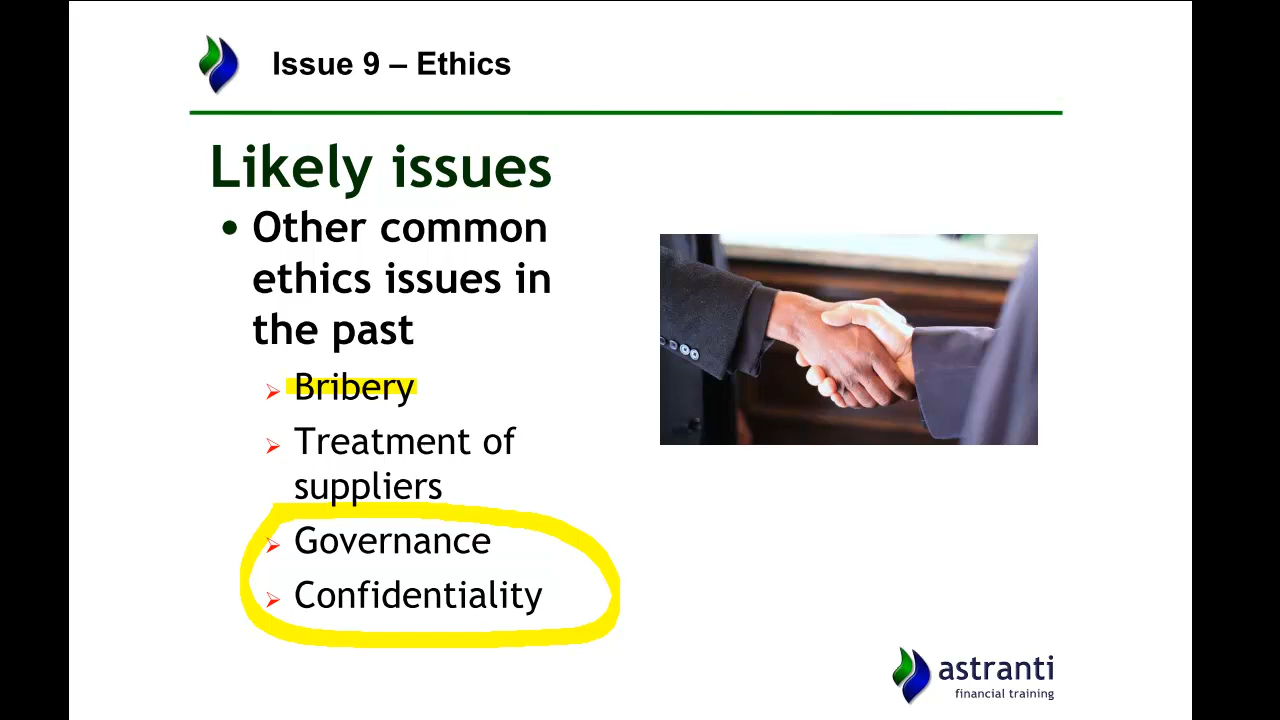 Issue 9 – Ethics
Likely issues
• Other common
ethics issues in
the past
Bribery
Treatment of
suppliers
Governance
Confidentiality
astranti
financial training